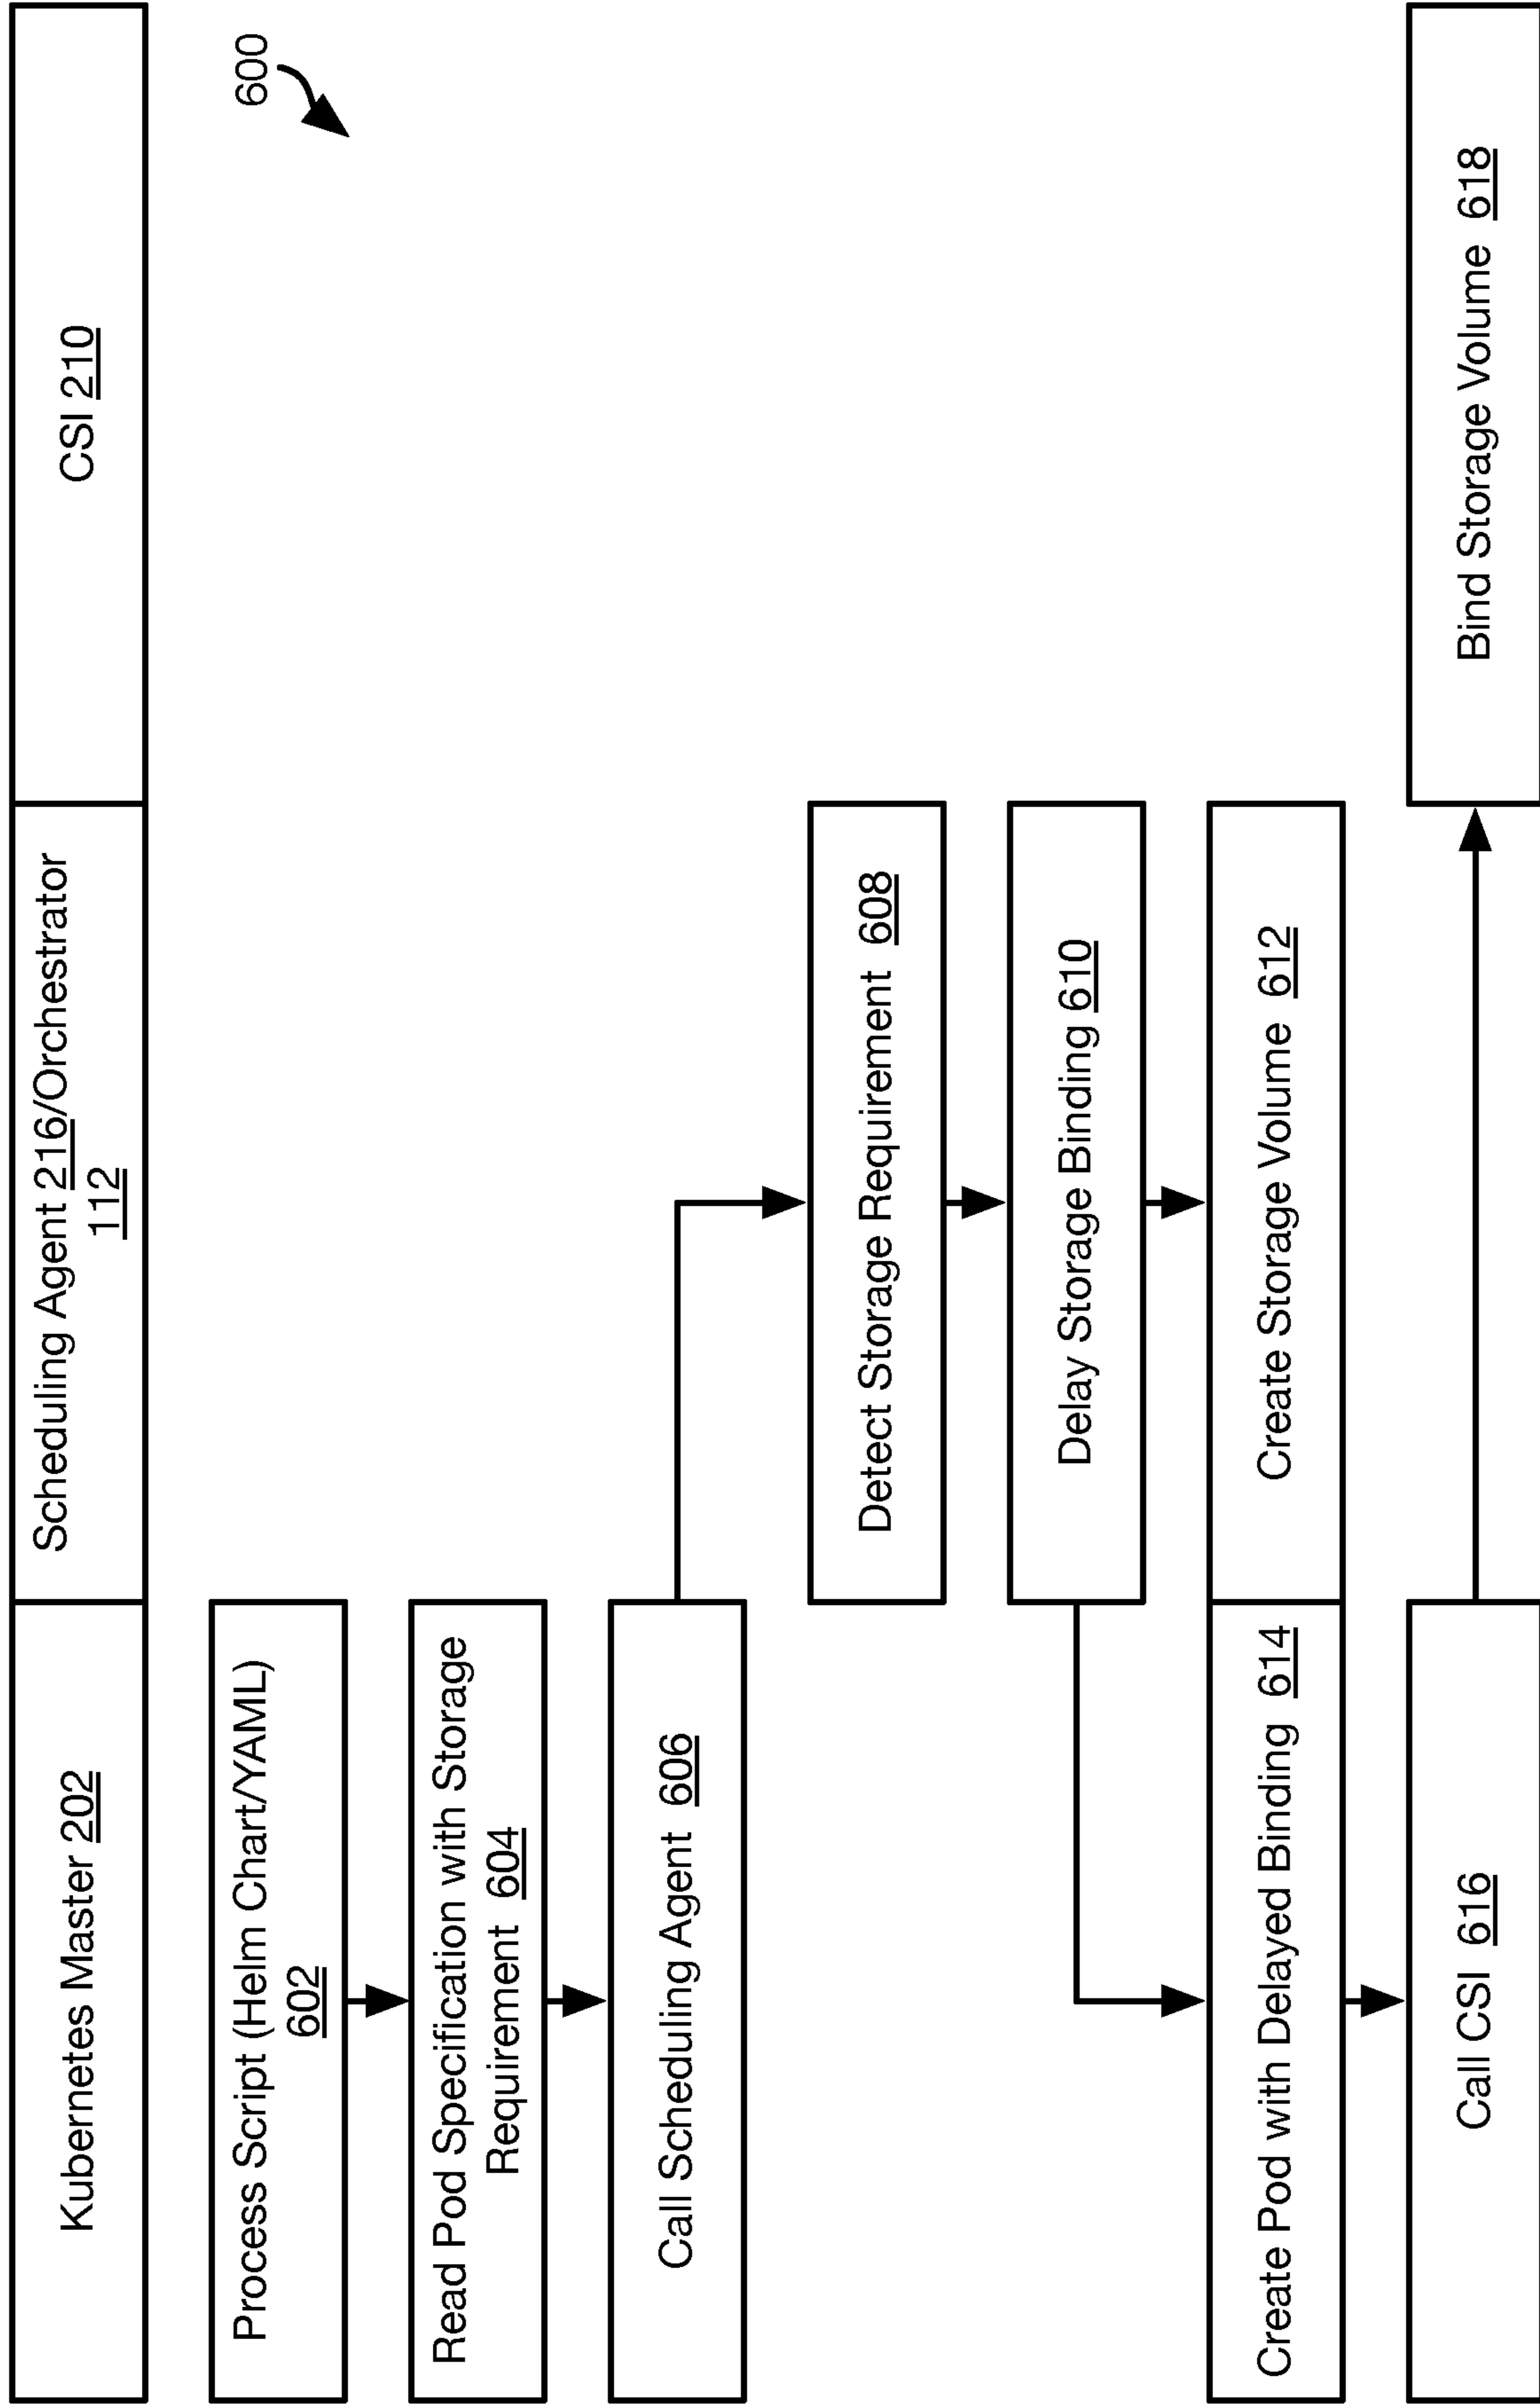 Kubernetes Master 202
Scheduling Agent 216/Orchestrator
112
CSI 210
600
Process Script (Helm Chart/YAML)
602
Read Pod Specification with Storage
Requirement 604
Call Scheduling Agent 606
Detect Storage Requirement 608
Delay Storage Binding 610
Create Pod with Delayed Binding 614
Create Storage Volume 612
Call CSI 616
Bind Storage Volume 618